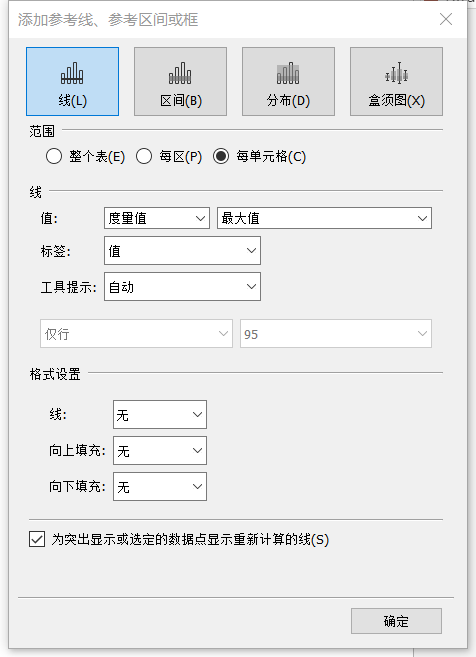 添加参考线、参考区间或框
线(L) 区间(B) 分布(D) 盒须图(X)
范围
整个表(E) 每区(P) 每单元格(C)
线
值: 度量值 最大值
标签: 值
工具提示: 自动
仅行 95
格式设置
线: 无
向上填充: 无
向下填充: 无
为突出显示或选定的数据点显示重新计算的线(S)
确定